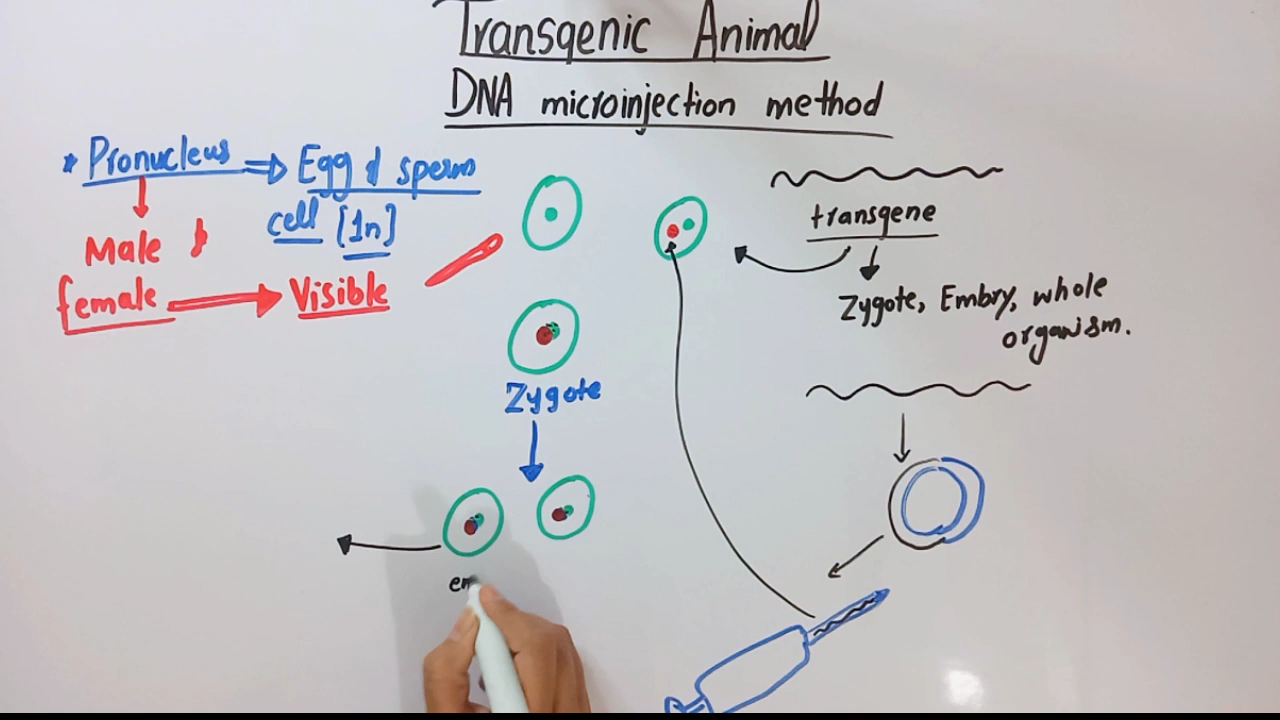 Transgenic Animal
DNA microinjection method
* Pronucleus ⇒ Egg & sperm
cell [1n]
Male &
female → Visible
transgene
Zygote, Embry, whole
organism.
Zygote
em